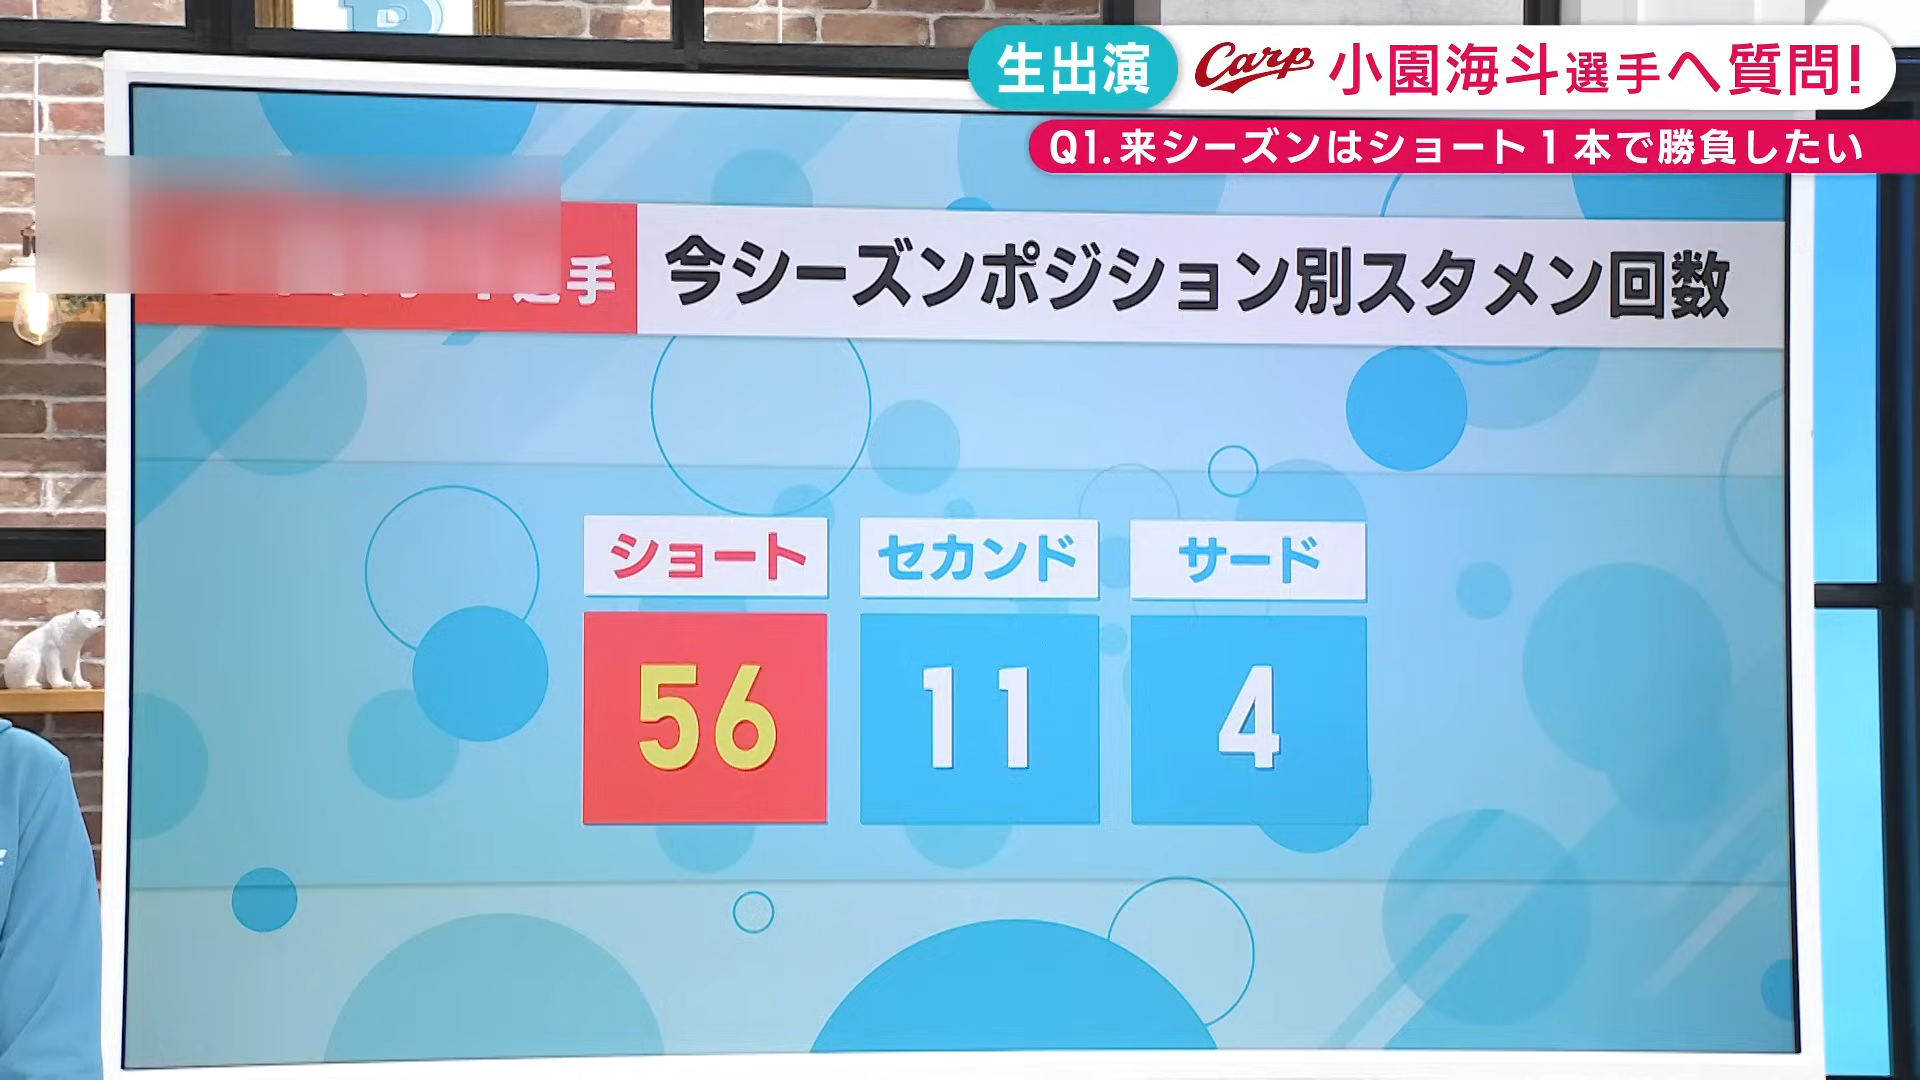 生出演 Carp 小園海斗選手へ質問!
Q1.来シーズンはショート1本で勝負したい
手 今シーズンポジション別スタメン回数
ショート セカンド サード
56 11 4